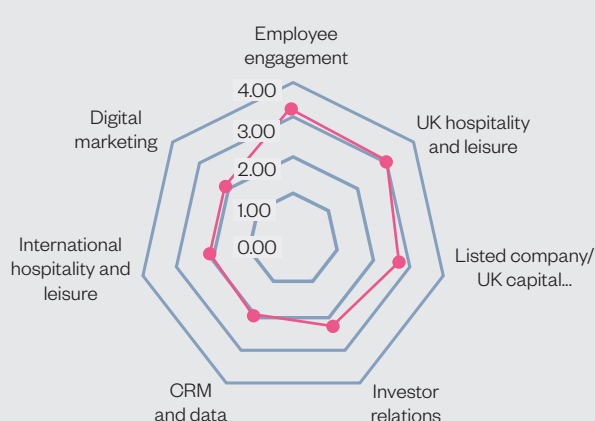 Employee
engagement
4.00
Digital
marketing
3.00
UK hospitality
and leisure
2.00
1.00
International
hospitality and
leisure
0.00
Listed company/
UK capital...
CRM
and data
Investor
relations